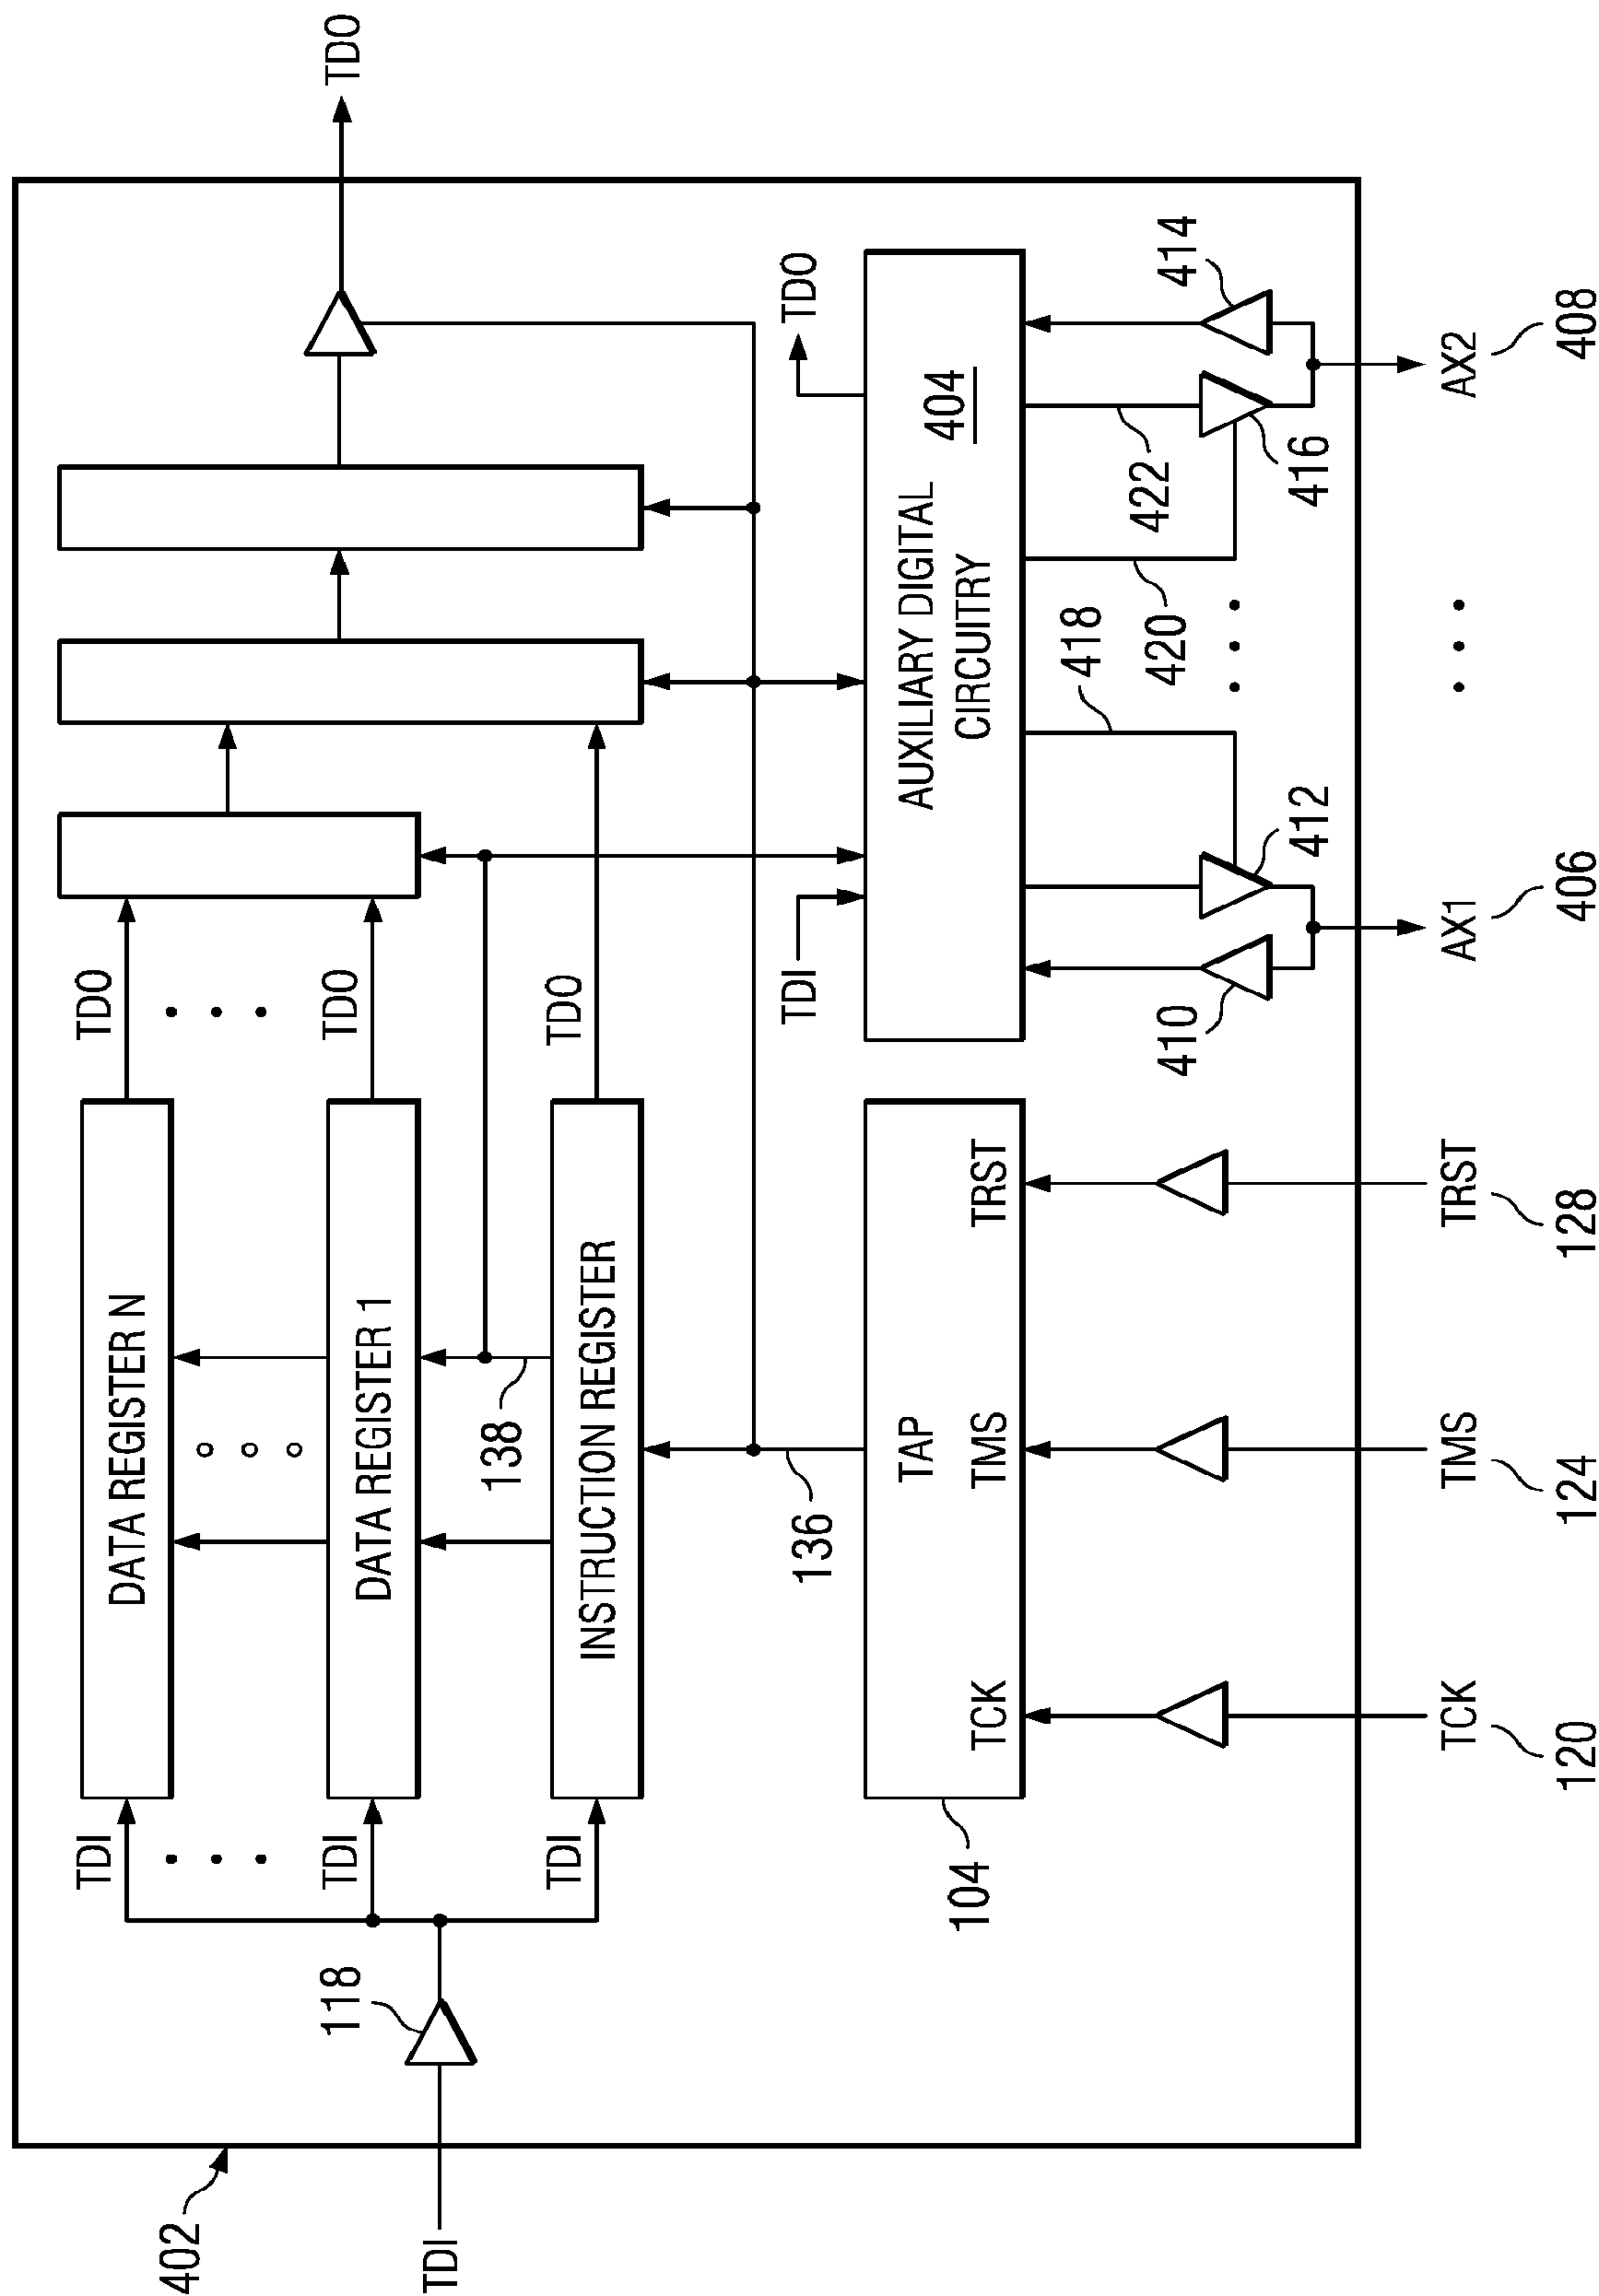 402
TDI
118
TDI
TDI
TDI
DATA REGISTER N
DATA REGISTER 1
INSTRUCTION REGISTER
138
136
TDO
TDO
TDO
TDO
104
TAP
TCK
TMS
TRST
TDI
TDO
AUXILIARY DIGITAL
CIRCUITRY
404
410
412
418
420
422
416
414
TCK
120
TMS
124
TRST
128
AX1
406
AX2
408